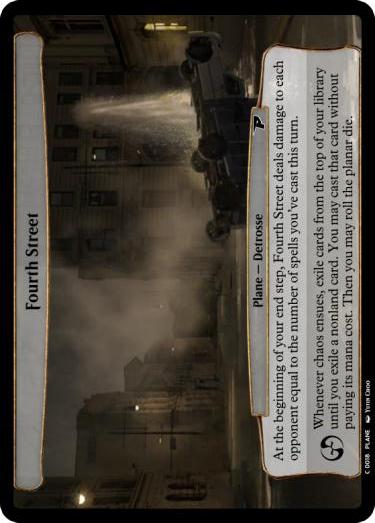 Fourth Street
Plane — Detrosse
At the beginning of your end step, Fourth Street deals damage to each
opponent equal to the number of spells you've cast this turn.
Whenever chaos ensues, exile cards from the top of your library
until you exile a nonland card. You may cast that card without
paying its mana cost. Then you may roll the planar die.
C 0018 PLANE Yinm Choo